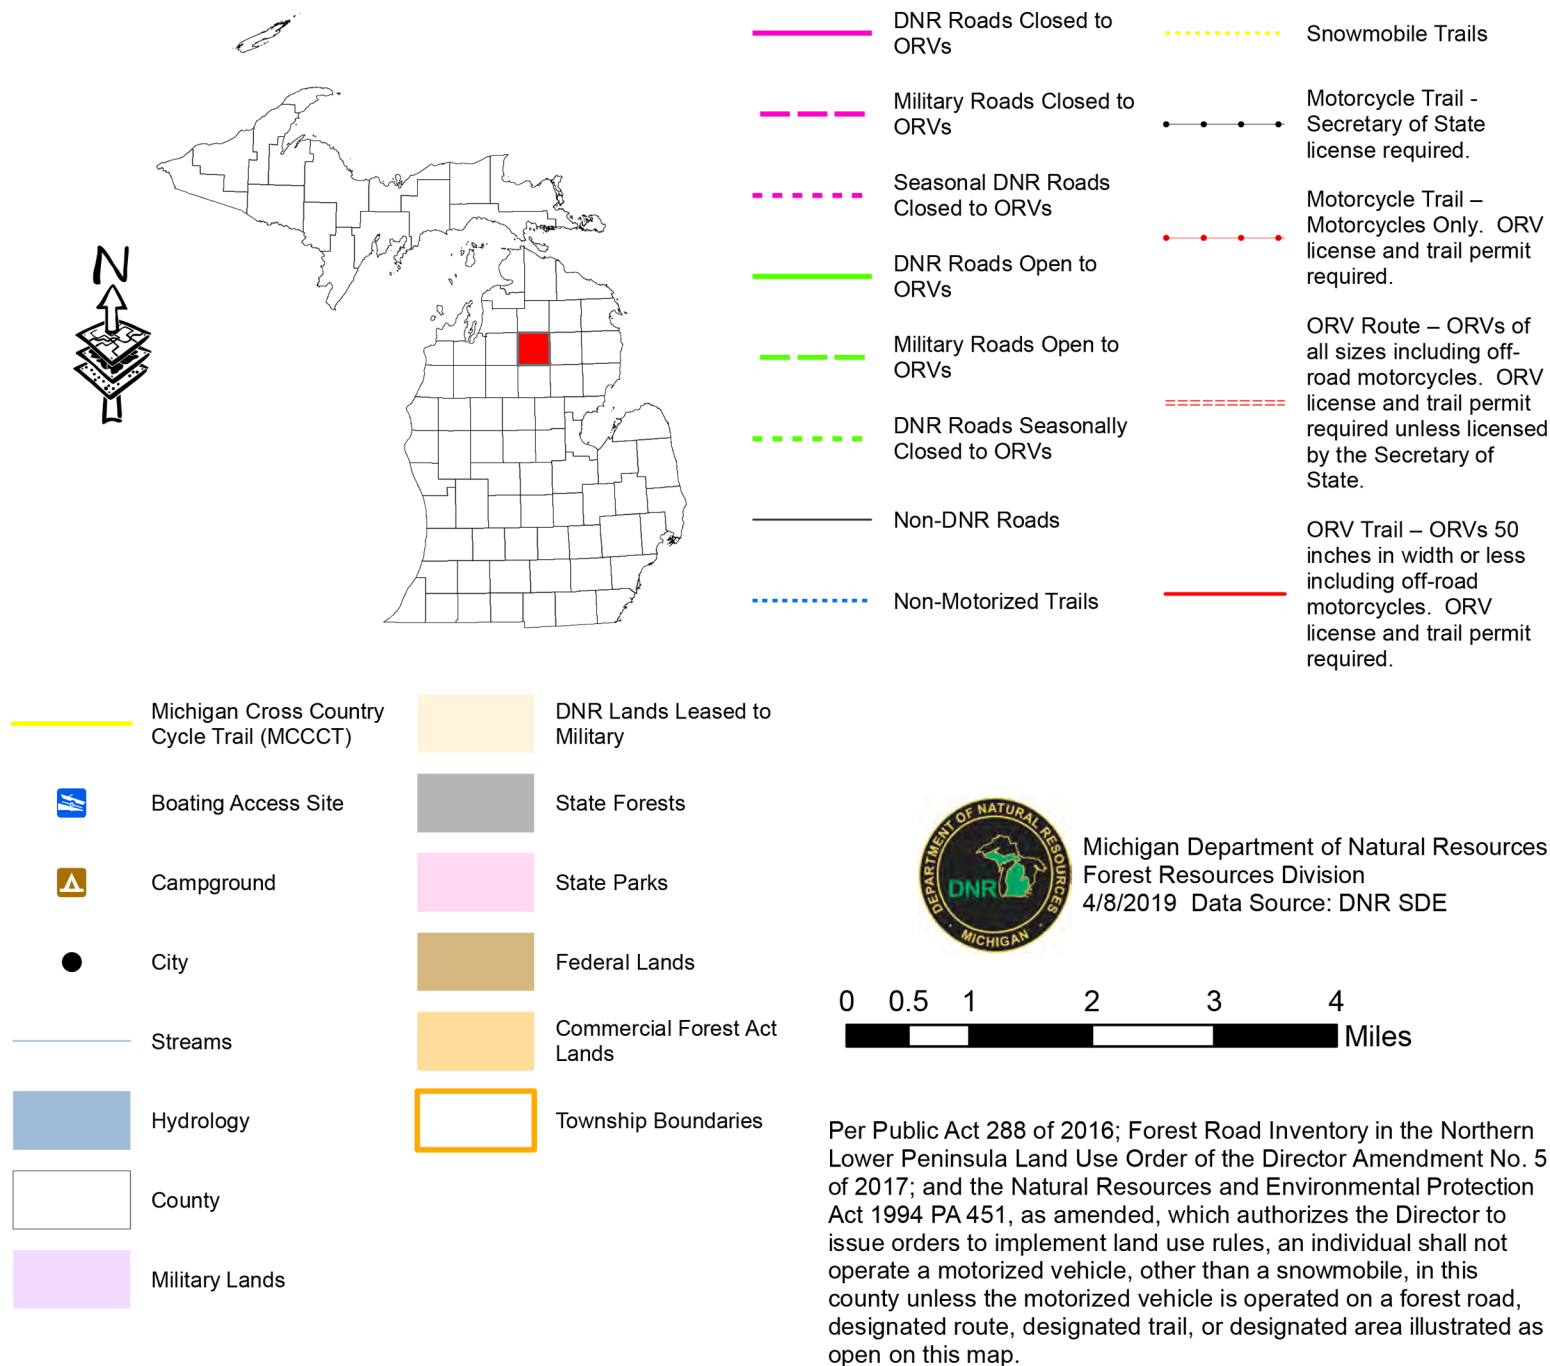 N
DNR Roads Closed to
ORVs
Military Roads Closed to
ORVs
Seasonal DNR Roads
Closed to ORVs
DNR Roads Open to
ORVs
Military Roads Open to
ORVs
DNR Roads Seasonally
Closed to ORVs
Non-DNR Roads
Non-Motorized Trails
Snowmobile Trails
Motorcycle Trail -
Secretary of State
license required.
Motorcycle Trail –
Motorcycles Only.  ORV
license and trail permit
required.
ORV Route – ORVs of
all sizes including off-
road motorcycles.  ORV
license and trail permit
required unless licensed
by the Secretary of
State.
ORV Trail – ORVs 50
inches in width or less
including off-road
motorcycles.  ORV
license and trail permit
required.
Michigan Cross Country
Cycle Trail (MCCCT)
Boating Access Site
Campground
City
Streams
Hydrology
County
Military Lands
DNR Lands Leased to
Military
State Forests
State Parks
Federal Lands
Commercial Forest Act
Lands
Township Boundaries
DEPARTMENT OF NATURAL RESOURCES
DNR
MICHIGAN
Michigan Department of Natural Resources
Forest Resources Division
4/8/2019  Data Source: DNR SDE
0 0.5 1 2 3 4
Miles
Per Public Act 288 of 2016; Forest Road Inventory in the Northern
Lower Peninsula Land Use Order of the Director Amendment No. 5
of 2017; and the Natural Resources and Environmental Protection
Act 1994 PA 451, as amended, which authorizes the Director to
issue orders to implement land use rules, an individual shall not
operate a motorized vehicle, other than a snowmobile, in this
county unless the motorized vehicle is operated on a forest road,
designated route, designated trail, or designated area illustrated as
open on this map.